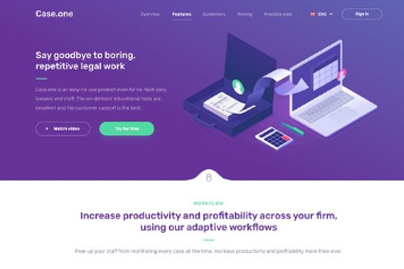 Case.one
Overview Features Customers Pricing Practice area ENG Sign in
Say goodbye to boring,
repetitive legal work
Case.one is an easy-to-use product even for no-tech savvy
lawyers and staff. The on-demand educational tools are
excellent and the customer support is the best.
Watch video Try for free
WORKFLOW
Increase productivity and profitability across your firm,
using our adaptive workflows
Free up your staff from monitoring every case all the time. Increase productivity and profitability more than ever.